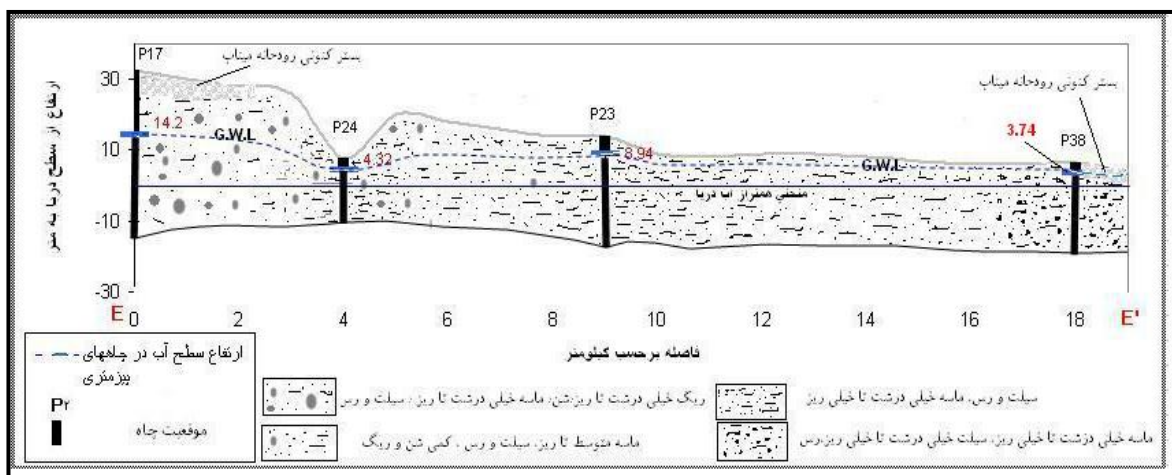 P17
بستر کنونی رودخانه میناب
بستر کنونی رودخانه میناب
ارتفاع از سطح دریا به متر
30
10
-10
-30
14.2
G.W.L
P24
4.32
P23
8.94
G.W.L
3.74
P38
منحنی همتراز آب دریا
E 0 2 4 6 8 10 12 14 16 18 E'
فاصله برحسب کیلومتر
ارتفاع سطح آب در چاههای
پیزمتری
P۲
موقعیت چاه
ریگ خیلی درشت تا ریز،شن، ماسه خیلی درشت تا ریز ، سیلت و رس
ماسه متوسط تا ریز، سیلت و رس ، کمی شن و ریگ
سیلت و رس، ماسه خیلی درشت تا خیلی ریز
ماسه خیلی درشت تا خیلی ریز، سیلت خیلی درشت تا خیلی ریز،رس